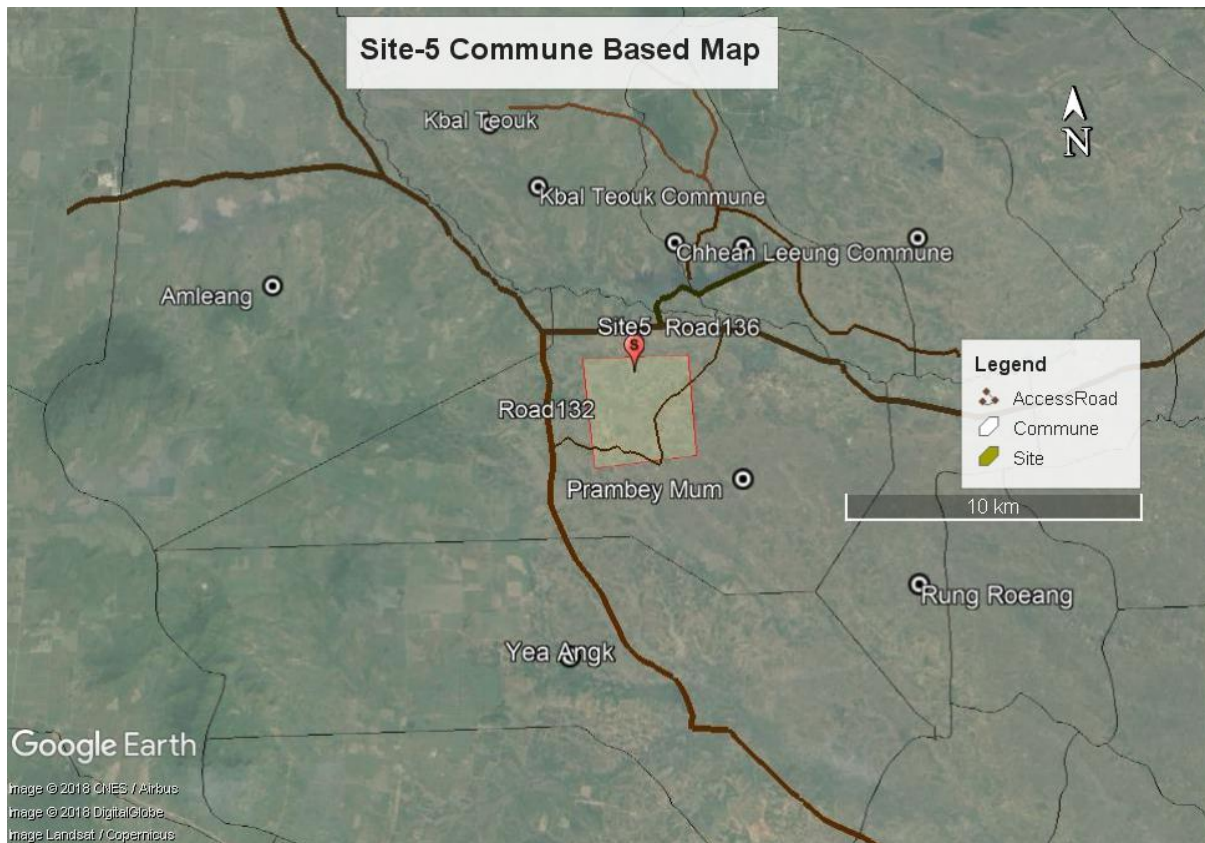 Site-5 Commune Based Map
Kbal Teouk
N
Kbal Teouk Commune
Chhean Leeung Commune
Amleang
Site5 Road136
S
Legend
AccessRoad
Commune
Site
Road132
Prambey Mum
10 km
Rung Roeang
Yea Angk
Google Earth
Image © 2018 CNES / Airbus
Image © 2018 DigitalGlobe
Image Landsat / Copernicus